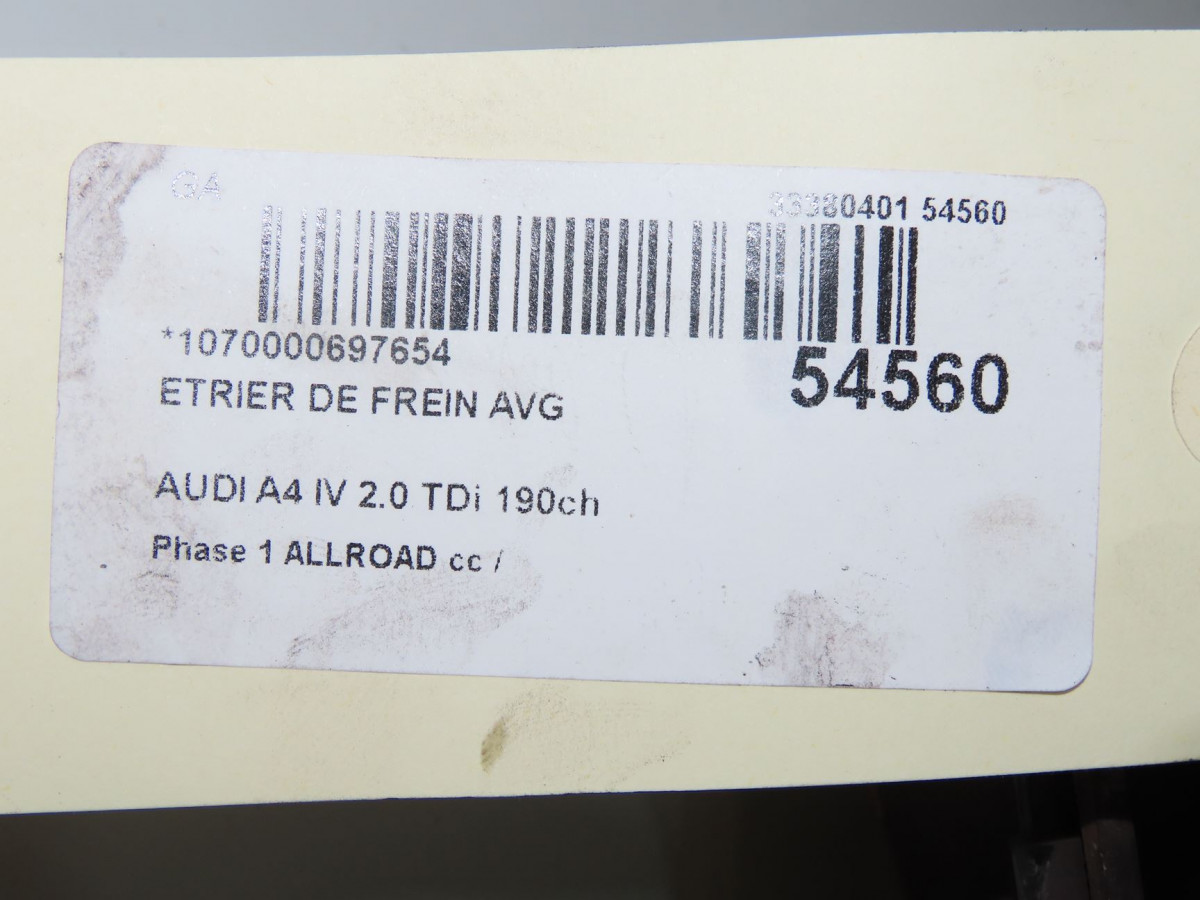 GA
33380401 54560
*1070000697654
54560
ETRIER DE FREIN AVG
AUDI A4 IV 2.0 TDi 190ch
Phase 1 ALLROAD cc /